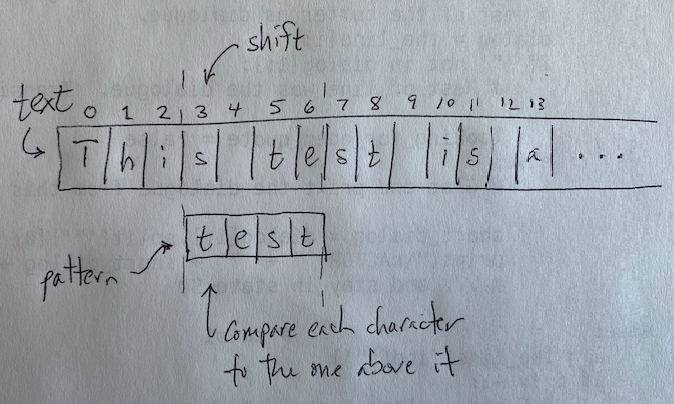 shift
text 0 1 2 3 4 5 6 7 8 9 10 11 12 13
T h i s t e s t i s a ...
t e s t
pattern
compare each character
to the one above it